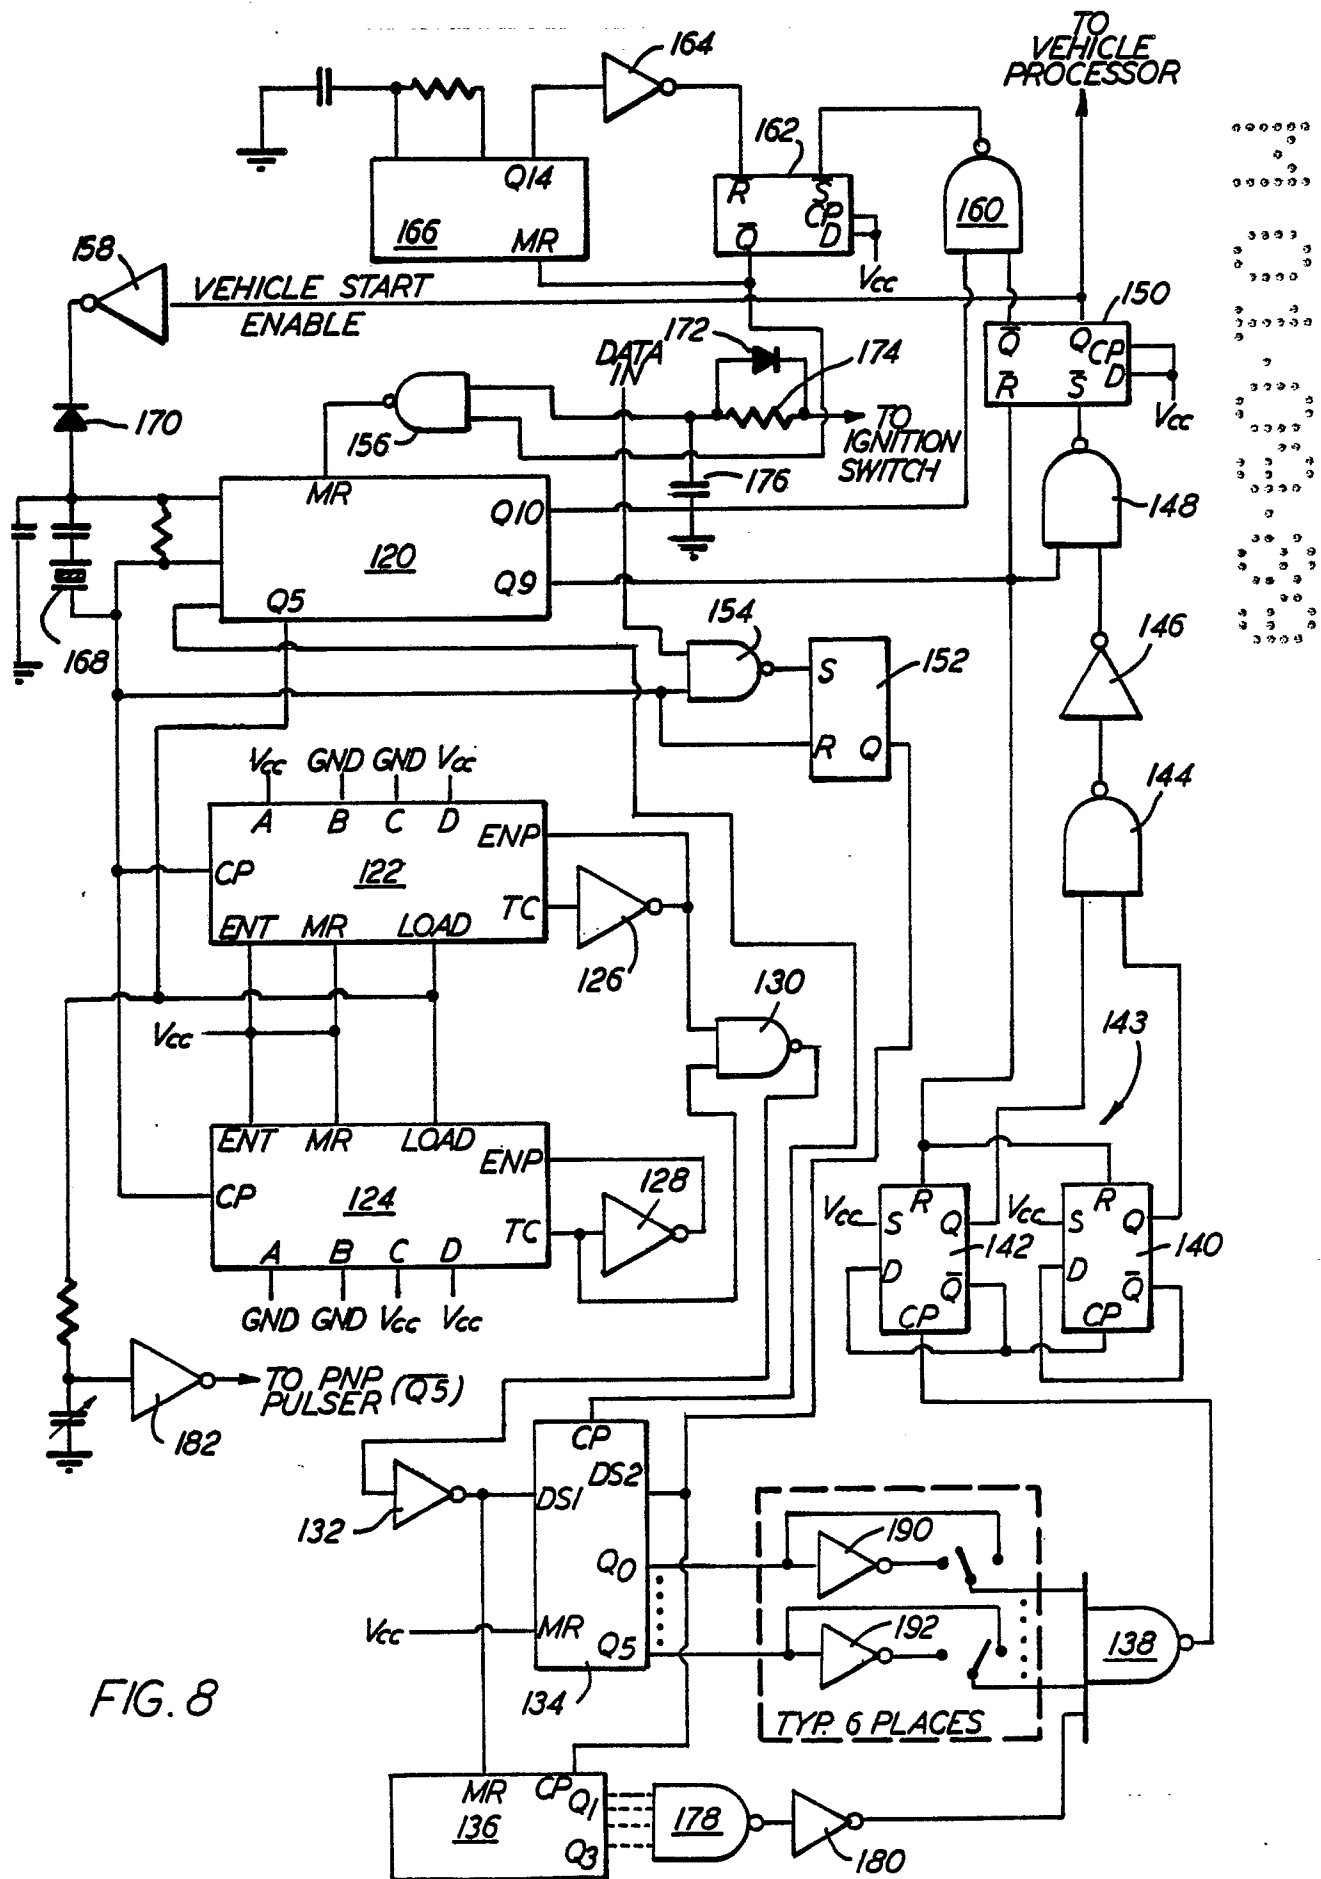 164
TO
VEHICLE
PROCESSOR
162
Q14
166
MR
R̅
S̅
CP
D
Q̅
Vcc
160
158
VEHICLE START
ENABLE
150
Q̅
Q
CP
R̅
S̅
D
Vcc
DATA
IN
172
174
TO
IGNITION
SWITCH
170
156
176
148
MR
Q10
120
Q9
Q5
168
154
152
S
R
Q
146
144
Vcc
GND
GND
Vcc
A
B
C
D
ENP
CP
122
TC
ENT
MR
LOAD
126
130
Vcc
143
ENT
MR
LOAD
ENP
CP
124
TC
128
A
B
C
D
GND
GND
Vcc
Vcc
Vcc
R
S
Q
142
D
Q̅
CP
Vcc
R
S
Q
140
D
Q̅
CP
TO PNP
PULSER (Q̅5̅)
182
CP
DS2
132
DS1
Q0
190
Vcc
MR
Q5
192
138
134
TYP. 6 PLACES
FIG. 8
MR
CP
Q1
136
Q3
178
180